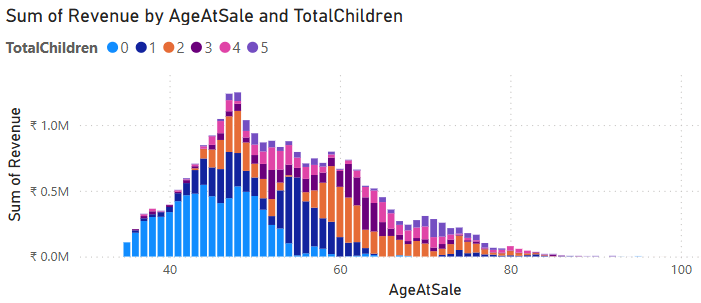 Sum of Revenue by AgeAtSale and TotalChildren
TotalChildren 0 1 2 3 4 5
Sum of Revenue
₹ 1.0M
₹ 0.5M
₹ 0.0M
40 60 80 100
AgeAtSale